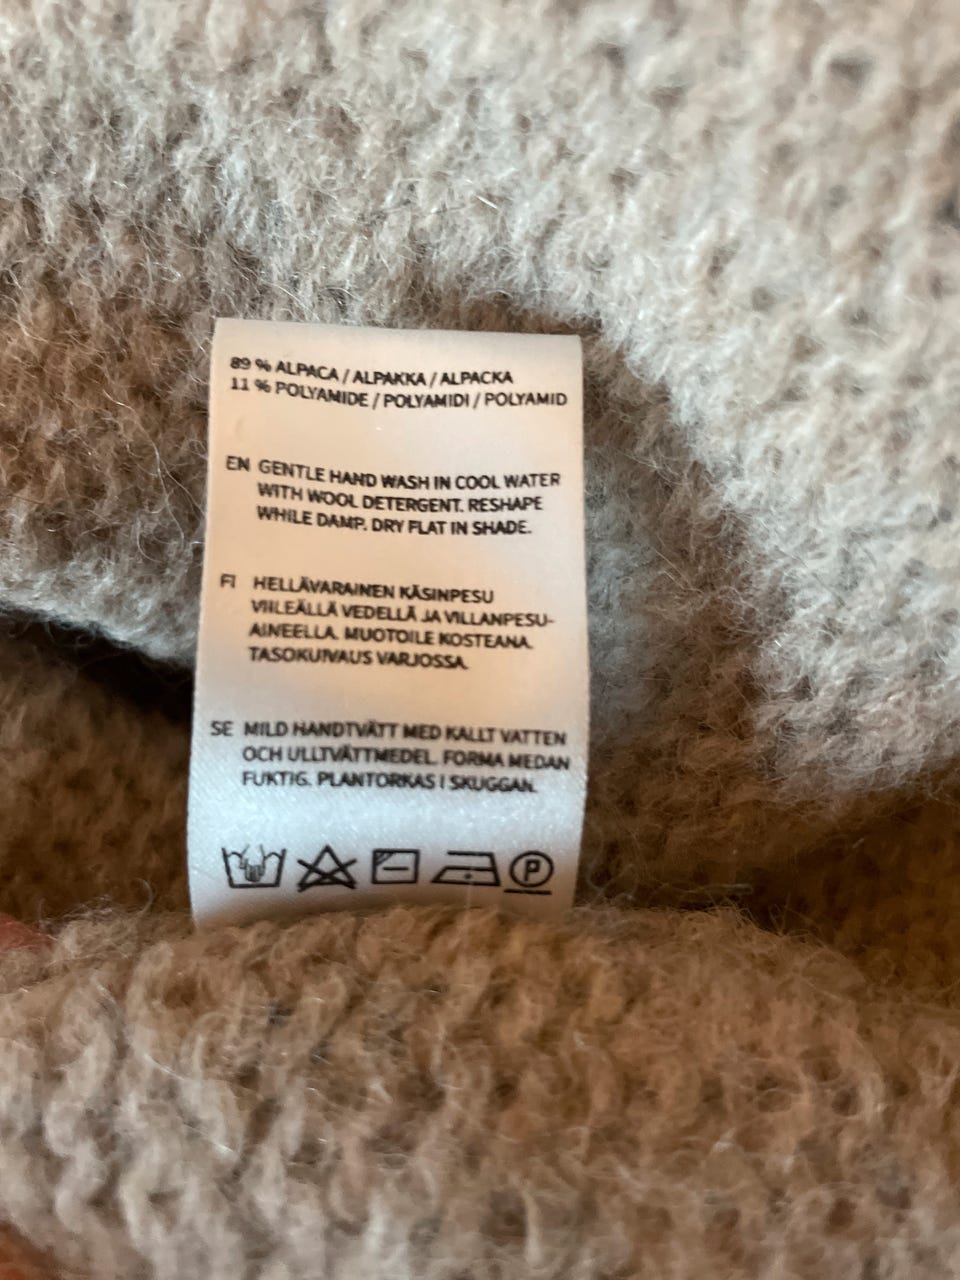 89 % ALPACA / ALPAKKA / ALPACKA
11 % POLYAMIDE / POLYAMIDI / POLYAMID
EN GENTLE HAND WASH IN COOL WATER
WITH WOOL DETERGENT. RESHAPE
WHILE DAMP. DRY FLAT IN SHADE.
FI HELLÄVARAINEN KÄSINPESU
VIILEÄLLÄ VEDELLÄ JA VILLANPESU-
AINEELLA. MUOTOILE KOSTEANA.
TASOKUIVAUS VARJOSSA.
SE MILD HANDTVÄTT MED KALLT VATTEN
OCH ULLTVÄTTMEDEL. FORMA MEDAN
FUKTIG. PLANTORKAS I SKUGGAN.
P